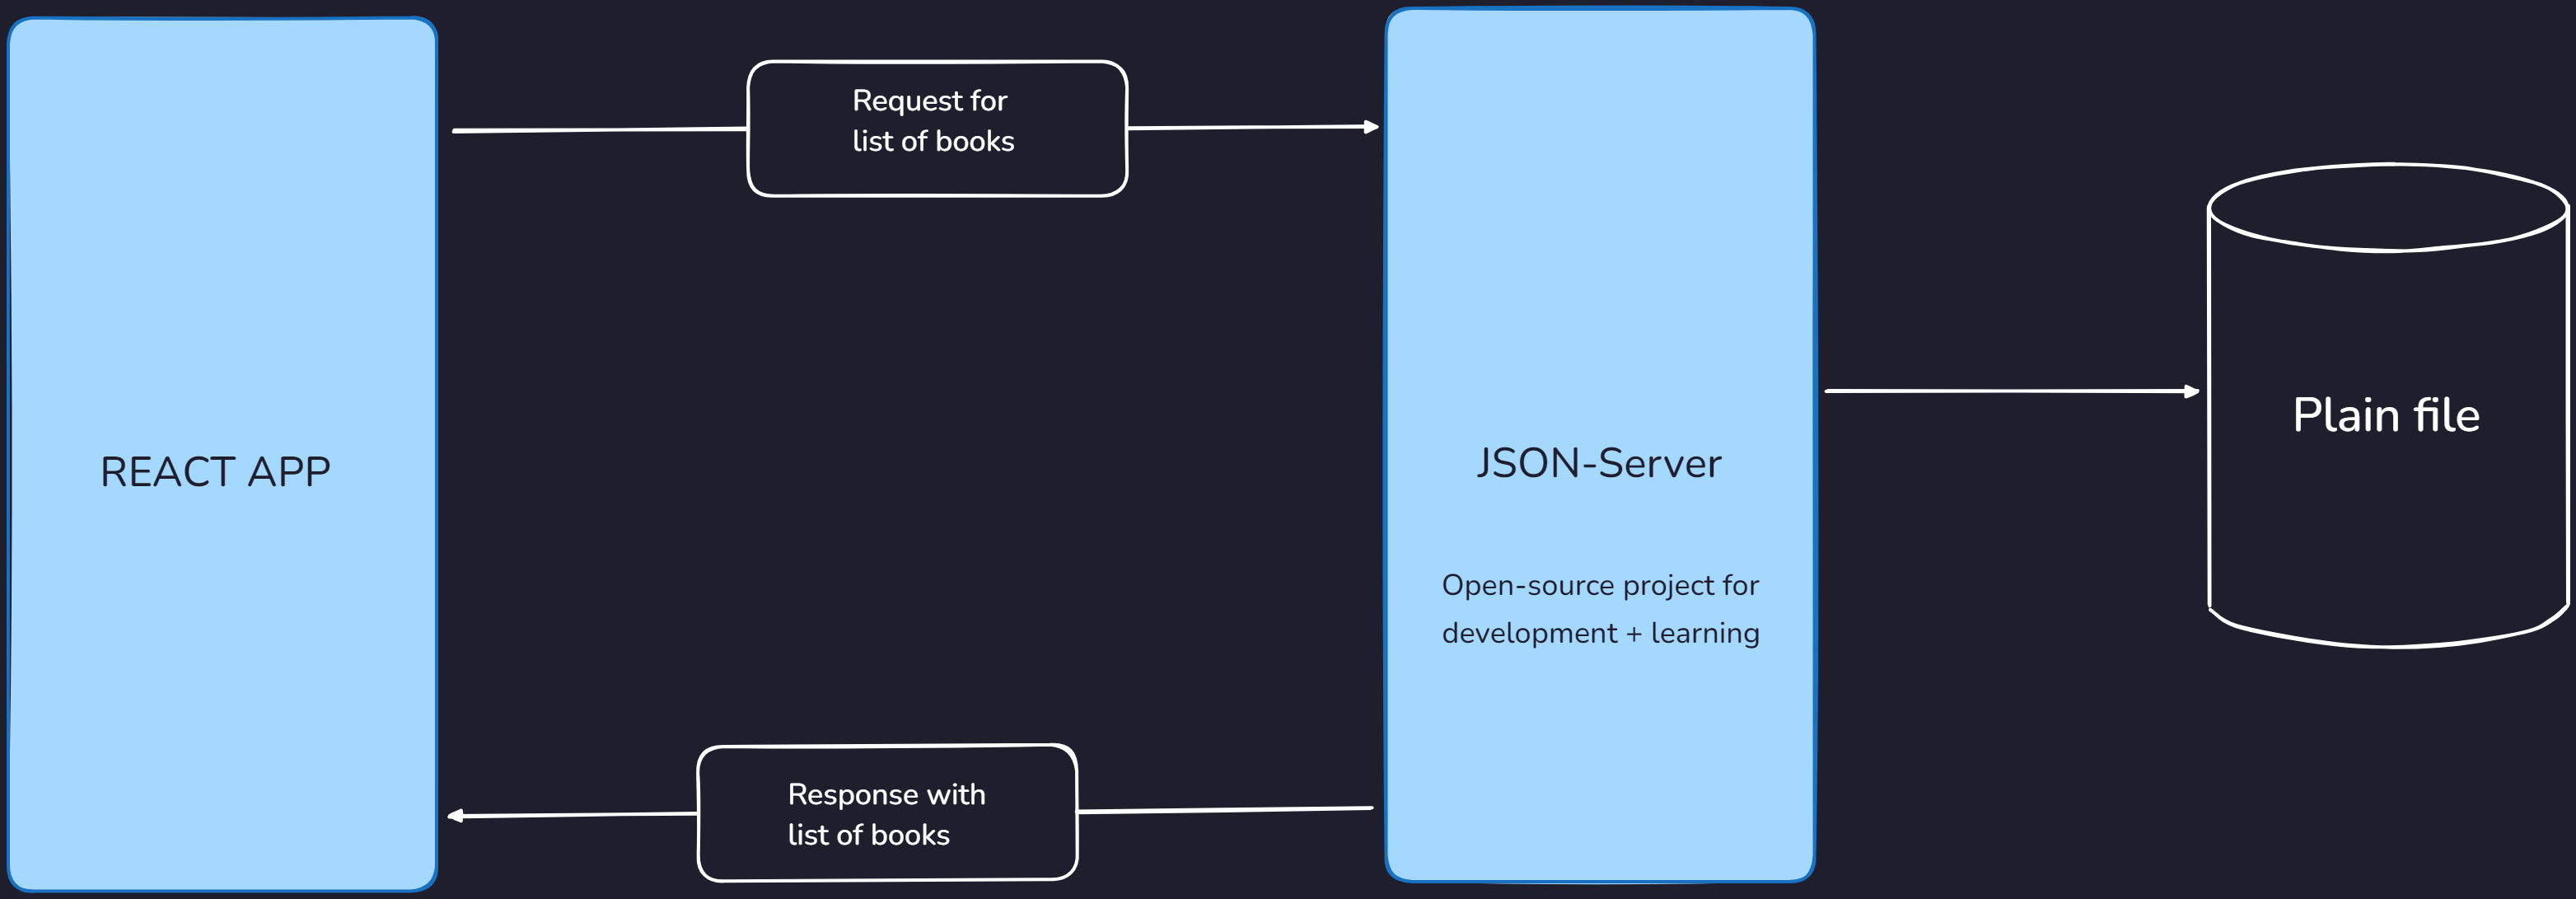 REACT APP
Request for
list of books
Response with
list of books
JSON-Server
Open-source project for
development + learning
Plain file